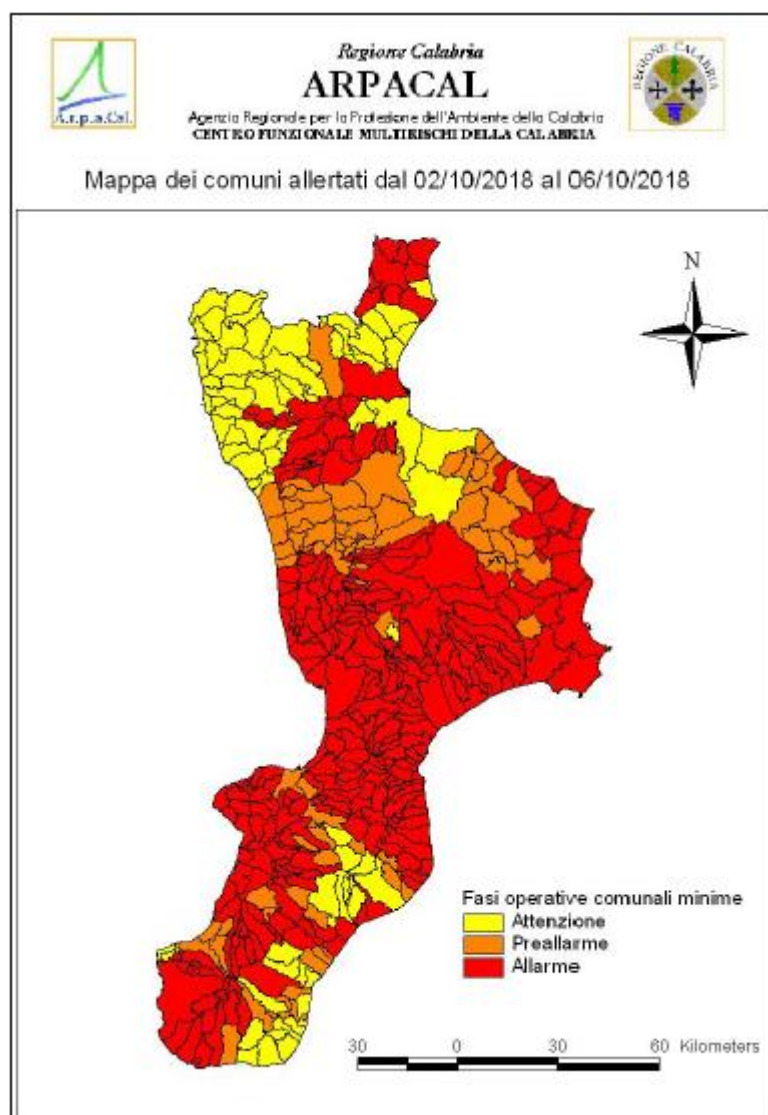 Regione Calabria
ARPACAL
Agenzia Regionale per la Protezione dell'Ambiente della Calabria
CENTRO FUNZIONALE MULTIRISCHI DELLA CALABRIA
A.r.p.a.Cal.
REGIONE CALABRIA
Mappa dei comuni allertati dal 02/10/2018 al 06/10/2018
N
Fasi operative comunali minime
Attenzione
Preallarme
Allarme
30 0 30 60 Kilometers